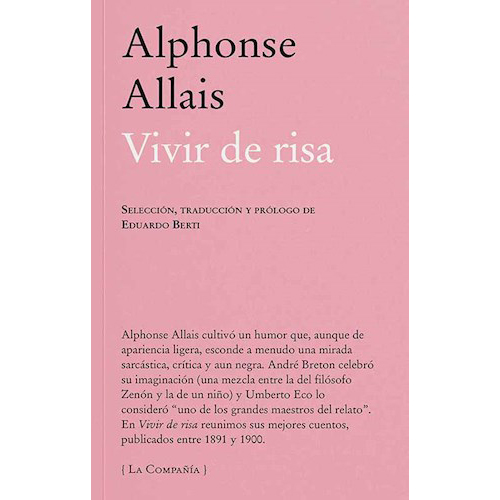 Alphonse
Allais
Vivir de risa
Selección, traducción y prólogo de
Eduardo Berti
Alphonse Allais cultivó un humor que, aunque de
apariencia ligera, esconde a menudo una mirada
sarcástica, crítica y aun negra. André Breton celebró
su imaginación (una mezcla entre la del filósofo
Zenón y la de un niño) y Umberto Eco lo
consideró “uno de los grandes maestros del relato”.
En Vivir de risa reunimos sus mejores cuentos,
publicados entre 1891 y 1900.
{ La Compañía }